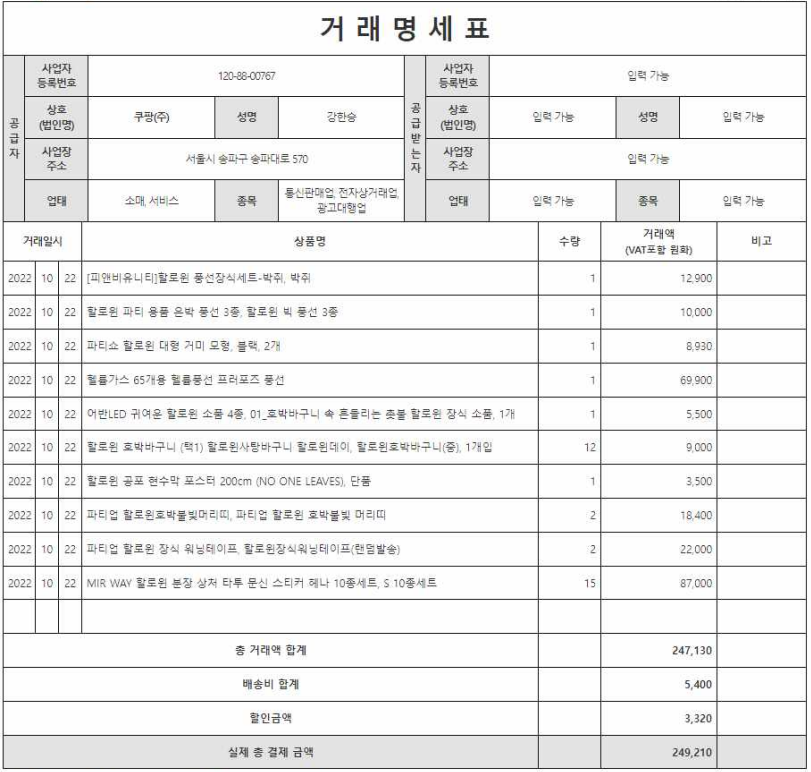 거래명세표
공급자
사업자 등록번호 120-88-00767
상호 (법인명) 쿠팡(주) 성명 강한승
사업장 주소 서울시 송파구 송파대로 570
업태 소매, 서비스 종목 통신판매업, 전자상거래업, 광고대행업
공급받는자
사업자 등록번호 입력 가능
상호 (법인명) 입력 가능 성명 입력 가능
사업장 주소 입력 가능
업태 입력 가능 종목 입력 가능
거래일시 상품명 수량 거래액 (VAT포함 원화) 비고
2022 10 22 [피앤비유니티]할로윈 풍선장식세트-박쥐, 박쥐 1 12,900
2022 10 22 할로윈 파티 용품 은박 풍선 3종, 할로윈 빅 풍선 3종 1 10,000
2022 10 22 파티쇼 할로윈 대형 거미 모형, 블랙, 2개 1 8,930
2022 10 22 헬륨가스 65개용 헬륨풍선 프러포즈 풍선 1 69,900
2022 10 22 어반LED 귀여운 할로윈 소품 4종, 01_호박바구니 속 흔들리는 촛불 할로윈 장식 소품, 1개 1 5,500
2022 10 22 할로윈 호박바구니 (택1) 할로윈사탕바구니 할로윈데이, 할로윈호박바구니(중), 1개입 12 9,000
2022 10 22 할로윈 공포 현수막 포스터 200cm (NO ONE LEAVES), 단품 1 3,500
2022 10 22 파티업 할로윈호박불빛머리띠, 파티업 할로윈 호박불빛 머리띠 2 18,400
2022 10 22 파티업 할로윈 장식 워닝테이프, 할로윈장식워닝테이프(랜덤발송) 2 22,000
2022 10 22 MIR WAY 할로윈 분장 상처 타투 문신 스티커 헤나 10종세트, S 10종세트 15 87,000
총 거래액 합계 247,130
배송비 합계 5,400
할인금액 3,320
실제 총 결제 금액 249,210